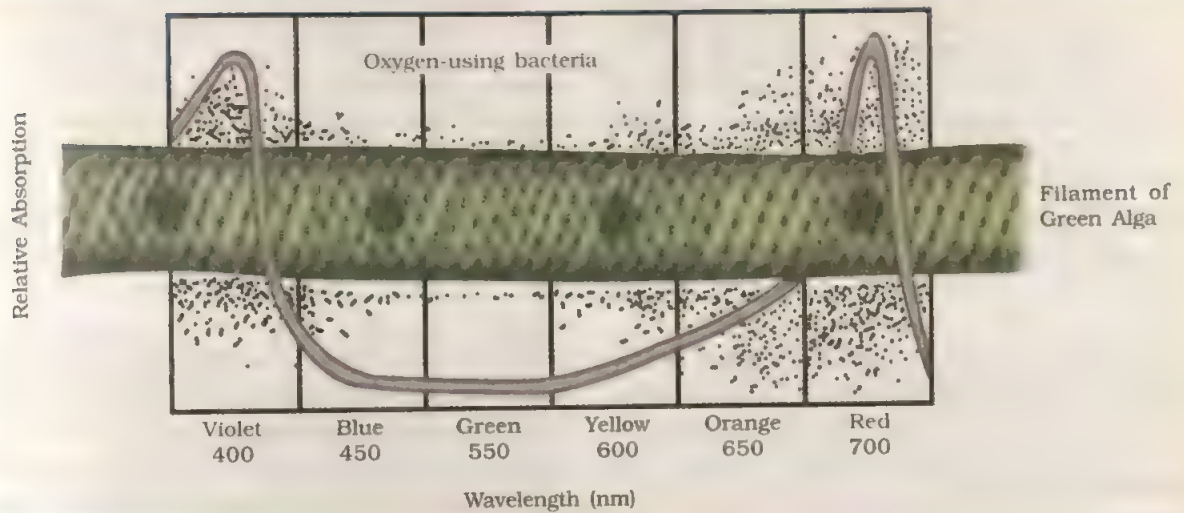 Oxygen-using bacteria
Relative Absorption
Filament of
Green Alga
Violet Blue Green Yellow Orange Red
400 450 550 600 650 700
Wavelength (nm)